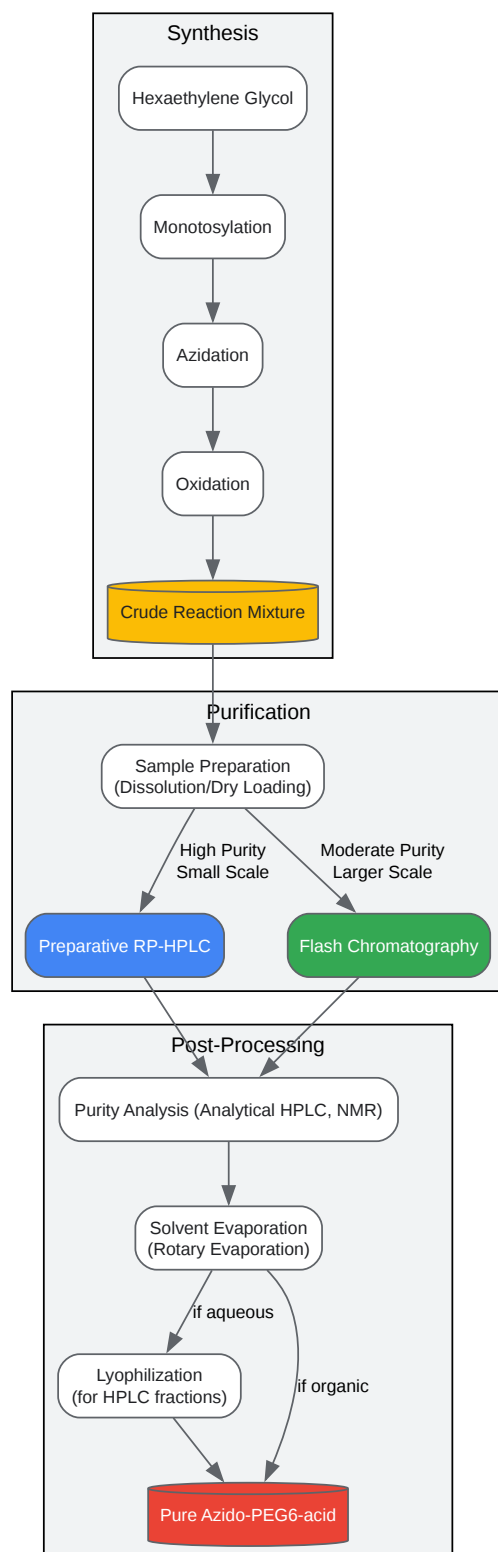 Synthesis
Hexaethylene Glycol
Monotosylation
Azidation
Oxidation
Crude Reaction Mixture
Purification
Sample Preparation
(Dissolution/Dry Loading)
High Purity
Small Scale
Moderate Purity
Larger Scale
Preparative RP-HPLC
Flash Chromatography
Post-Processing
Purity Analysis (Analytical HPLC, NMR)
Solvent Evaporation
(Rotary Evaporation)
if aqueous
Lyophilization
(for HPLC fractions)
if organic
Pure Azido-PEG6-acid